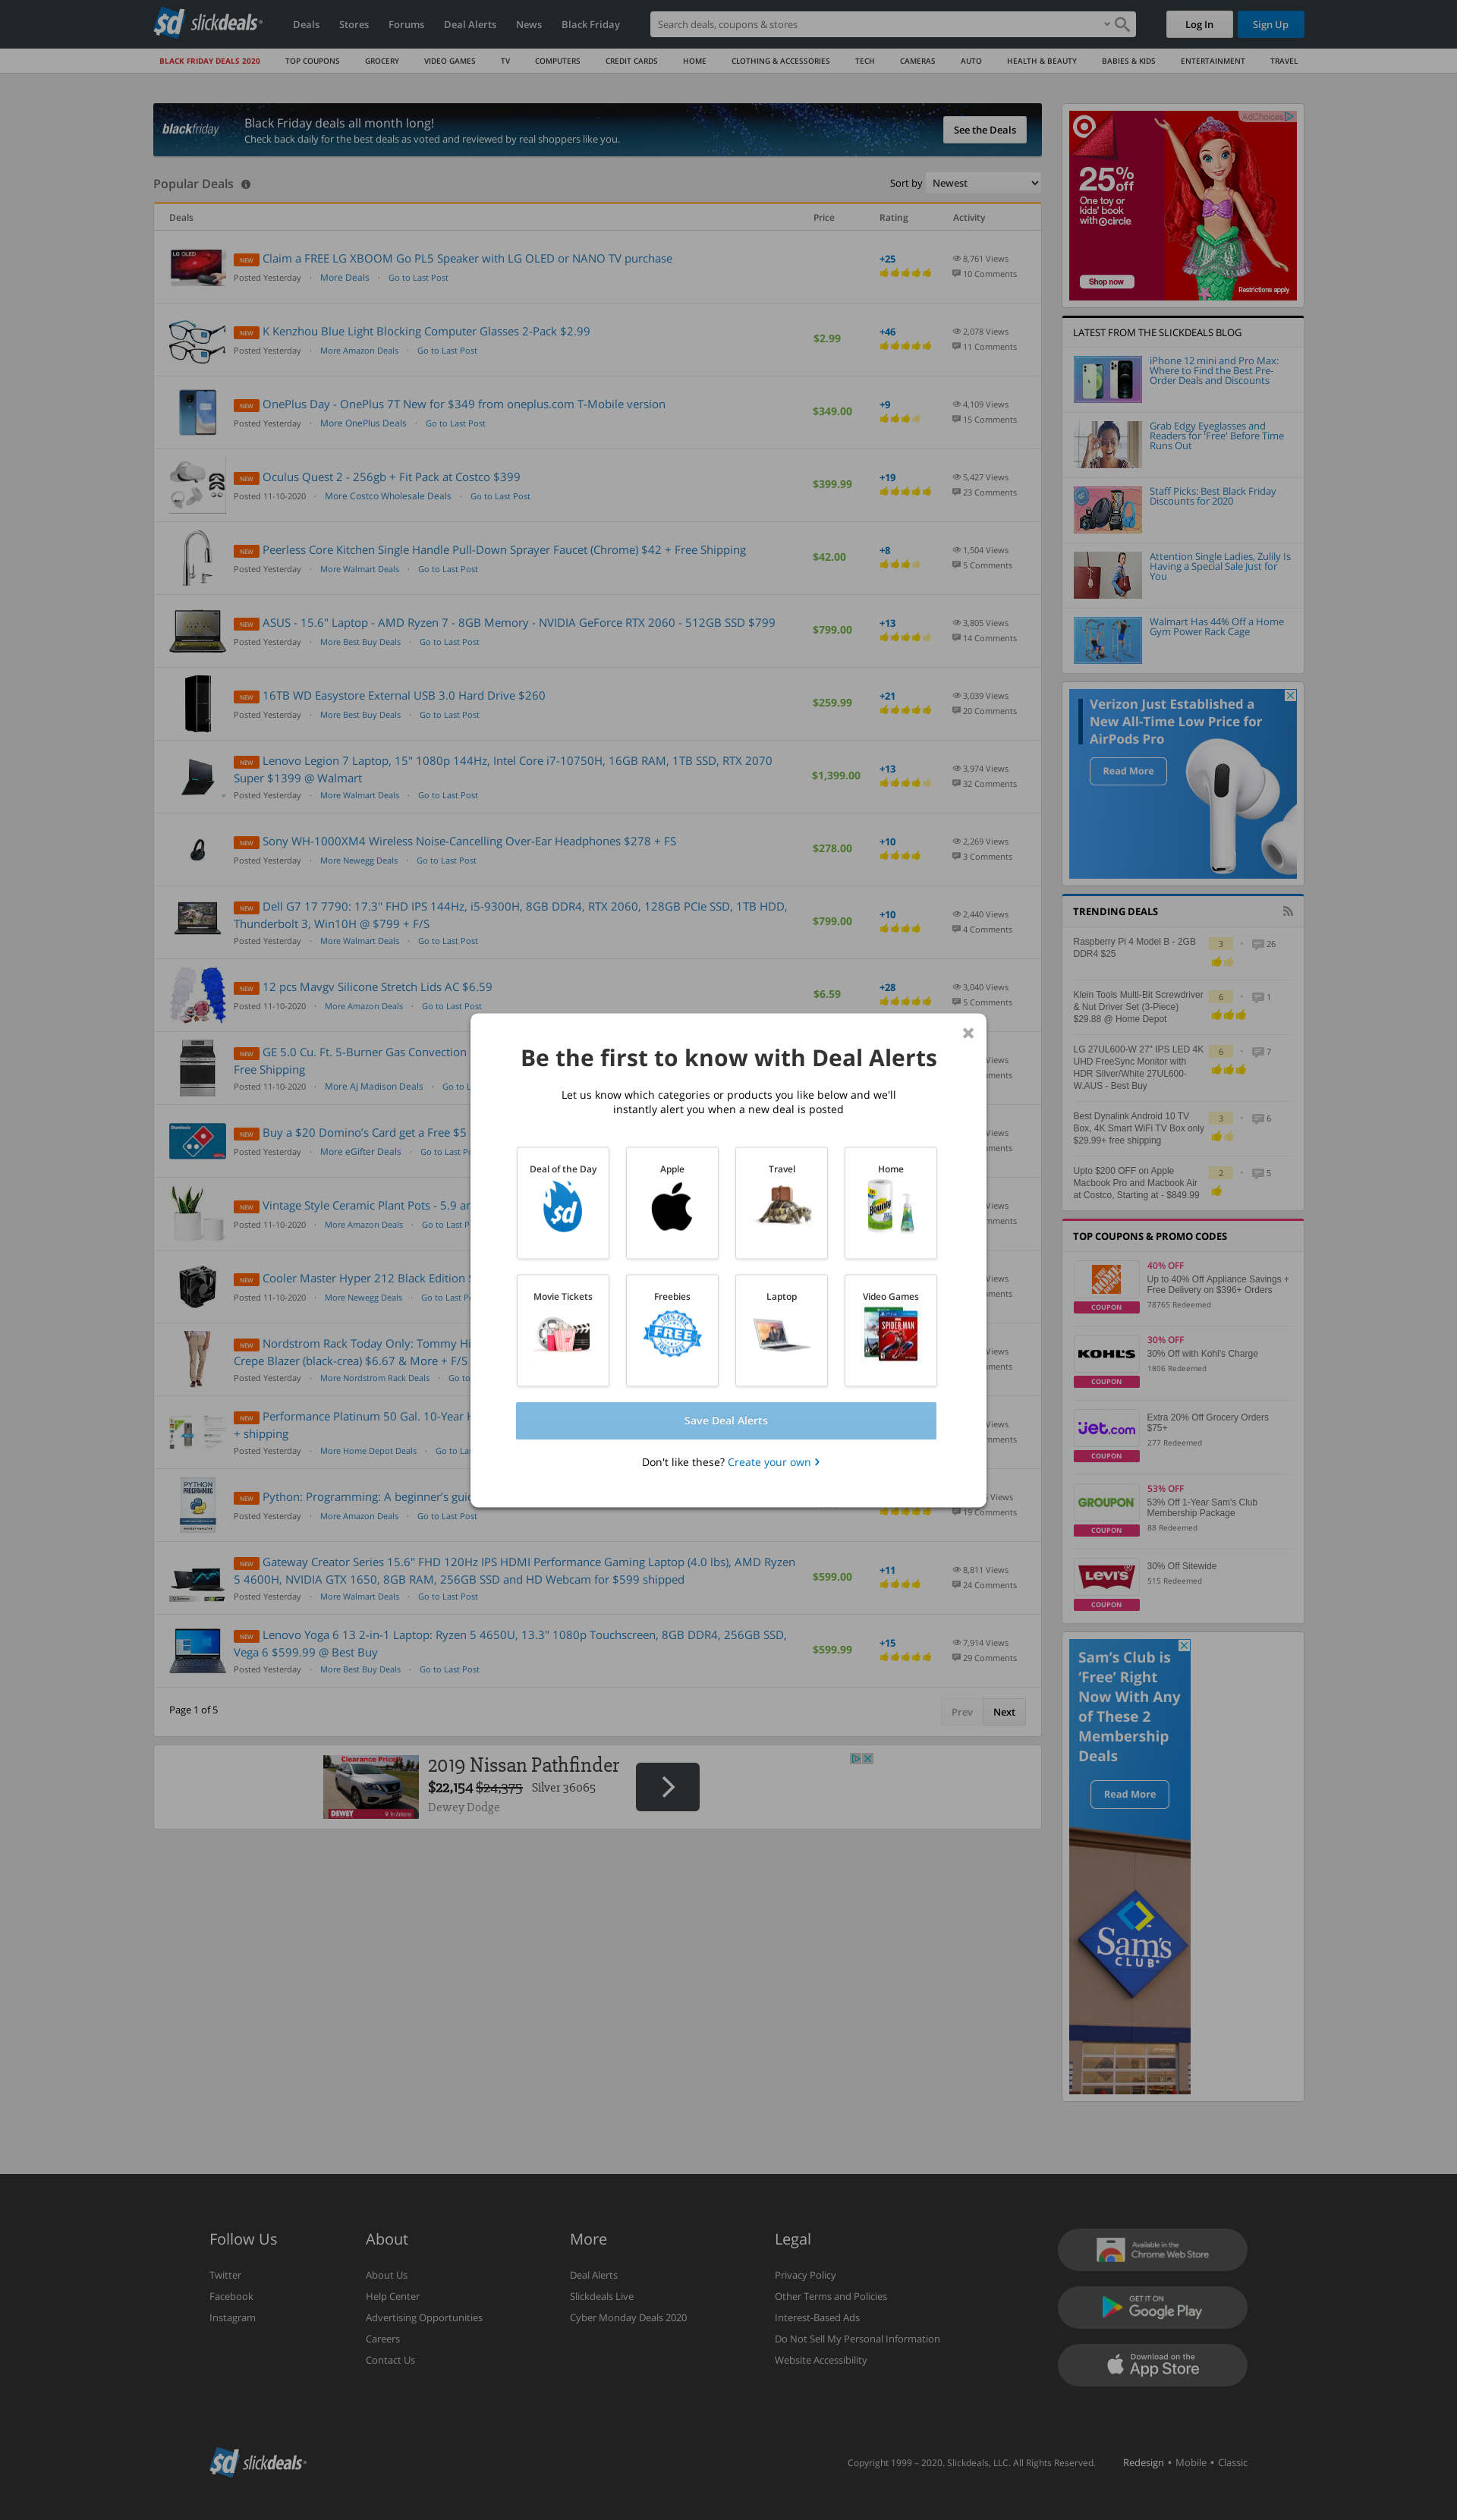 slickdeals
Deals Stores Forums Deal Alerts News Black Friday
Search deals, coupons & stores
Log In
Sign Up
BLACK FRIDAY DEALS 2020 TOP COUPONS GROCERY VIDEO GAMES TV COMPUTERS CREDIT CARDS HOME CLOTHING & ACCESSORIES TECH CAMERAS AUTO HEALTH & BEAUTY BABIES & KIDS ENTERTAINMENT TRAVEL
blackfriday
Black Friday deals all month long!
Check back daily for the best deals as voted and reviewed by real shoppers like you.
See the Deals
Popular Deals
Sort by Newest
Deals Price Rating Activity
NEW Claim a FREE LG XBOOM Go PL5 Speaker with LG OLED or NANO TV purchase
Posted Yesterday · More Deals · Go to Last Post
+25
8,761 Views
10 Comments
NEW K Kenzhou Blue Light Blocking Computer Glasses 2-Pack $2.99
Posted Yesterday · More Amazon Deals · Go to Last Post
$2.99
+46
2,078 Views
11 Comments
NEW OnePlus Day - OnePlus 7T New for $349 from oneplus.com T-Mobile version
Posted Yesterday · More OnePlus Deals · Go to Last Post
$349.00
+9
4,109 Views
15 Comments
NEW Oculus Quest 2 - 256gb + Fit Pack at Costco $399
Posted 11-10-2020 · More Costco Wholesale Deals · Go to Last Post
$399.99
+19
5,427 Views
23 Comments
NEW Peerless Core Kitchen Single Handle Pull-Down Sprayer Faucet (Chrome) $42 + Free Shipping
Posted Yesterday · More Walmart Deals · Go to Last Post
$42.00
+8
1,504 Views
5 Comments
NEW ASUS - 15.6" Laptop - AMD Ryzen 7 - 8GB Memory - NVIDIA GeForce RTX 2060 - 512GB SSD $799
Posted Yesterday · More Best Buy Deals · Go to Last Post
$799.00
+13
3,805 Views
14 Comments
NEW 16TB WD Easystore External USB 3.0 Hard Drive $260
Posted Yesterday · More Best Buy Deals · Go to Last Post
$259.99
+21
3,039 Views
20 Comments
NEW Lenovo Legion 7 Laptop, 15" 1080p 144Hz, Intel Core i7-10750H, 16GB RAM, 1TB SSD, RTX 2070
Super $1399 @ Walmart
Posted Yesterday · More Walmart Deals · Go to Last Post
$1,399.00
+13
3,974 Views
32 Comments
NEW Sony WH-1000XM4 Wireless Noise-Cancelling Over-Ear Headphones $278 + FS
Posted Yesterday · More Newegg Deals · Go to Last Post
$278.00
+10
2,269 Views
3 Comments
NEW Dell G7 17 7790: 17.3" FHD IPS 144Hz, i5-9300H, 8GB DDR4, RTX 2060, 128GB PCIe SSD, 1TB HDD,
Thunderbolt 3, Win10H @ $799 + F/S
Posted Yesterday · More Walmart Deals · Go to Last Post
$799.00
+10
2,440 Views
4 Comments
NEW 12 pcs Mavgv Silicone Stretch Lids AC $6.59
Posted 11-10-2020 · More Amazon Deals · Go to Last Post
$6.59
+28
3,040 Views
5 Comments
NEW GE 5.0 Cu. Ft. 5-Burner Gas Convection
Free Shipping
Posted 11-10-2020 · More AJ Madison Deals · Go to L
Views
NEW Buy a $20 Domino's Card get a Free $5
Posted Yesterday · More eGifter Deals · Go to Last Po
Views
NEW Vintage Style Ceramic Plant Pots - 5.9 ar
Posted 11-10-2020 · More Amazon Deals · Go to Last P
Views
NEW Cooler Master Hyper 212 Black Edition
Posted 11-10-2020 · More Newegg Deals · Go to Last P
Views
NEW Nordstrom Rack Today Only: Tommy Hi
Crepe Blazer (black-crea) $6.67 & More + F/S
Posted Yesterday · More Nordstrom Rack Deals · Go to
Views
NEW Performance Platinum 50 Gal. 10-Year
+ shipping
Posted Yesterday · More Home Depot Deals · Go to Las
Views
NEW Python: Programming: A beginner's guid
Posted Yesterday · More Amazon Deals · Go to Last Post
Views
19 Comments
NEW Gateway Creator Series 15.6" FHD 120Hz IPS HDMI Performance Gaming Laptop (4.0 lbs), AMD Ryzen
5 4600H, NVIDIA GTX 1650, 8GB RAM, 256GB SSD and HD Webcam for $599 shipped
Posted Yesterday · More Walmart Deals · Go to Last Post
$599.00
+11
8,811 Views
24 Comments
NEW Lenovo Yoga 6 13 2-in-1 Laptop: Ryzen 5 4650U, 13.3" 1080p Touchscreen, 8GB DDR4, 256GB SSD,
Vega 6 $599.99 @ Best Buy
Posted Yesterday · More Best Buy Deals · Go to Last Post
$599.99
+15
7,914 Views
29 Comments
Page 1 of 5
Prev Next
Clearance Prices
DEWEY
In Ankeny
2019 Nissan Pathfinder
$22,154 $24,375 Silver 36065
Dewey Dodge
Be the first to know with Deal Alerts
Let us know which categories or products you like below and we'll
instantly alert you when a new deal is posted
Deal of the Day Apple Travel Home
Bounty
Movie Tickets Freebies Laptop Video Games
100% FREE
FREE
100% FREE
SPIDER-MAN
Save Deal Alerts
Don't like these? Create your own
AdChoices
25% off
One toy or
kids' book
with circle
Shop now
Restrictions apply
LATEST FROM THE SLICKDEALS BLOG
iPhone 12 mini and Pro Max:
Where to Find the Best Pre-
Order Deals and Discounts
Grab Edgy Eyeglasses and
Readers for 'Free' Before Time
Runs Out
Staff Picks: Best Black Friday
Discounts for 2020
Attention Single Ladies, Zulily Is
Having a Special Sale Just for
You
Walmart Has 44% Off a Home
Gym Power Rack Cage
Verizon Just Established a
New All-Time Low Price for
AirPods Pro
Read More
TRENDING DEALS
Raspberry Pi 4 Model B - 2GB
DDR4 $25
3 26
Klein Tools Multi-Bit Screwdriver
& Nut Driver Set (3-Piece)
$29.88 @ Home Depot
6 1
LG 27UL600-W 27" IPS LED 4K
UHD FreeSync Monitor with
HDR Silver/White 27UL600-
W.AUS - Best Buy
6 7
Best Dynalink Android 10 TV
Box, 4K Smart WiFi TV Box only
$29.99+ free shipping
3 6
Upto $200 OFF on Apple
Macbook Pro and Macbook Air
at Costco, Starting at - $849.99
2 5
TOP COUPONS & PROMO CODES
COUPON
40% OFF
Up to 40% Off Appliance Savings +
Free Delivery on $396+ Orders
78765 Redeemed
KOHL'S
COUPON
30% OFF
30% Off with Kohl's Charge
1806 Redeemed
jet.com
COUPON
Extra 20% Off Grocery Orders
$75+
277 Redeemed
GROUPON
COUPON
53% OFF
53% Off 1-Year Sam's Club
Membership Package
88 Redeemed
LEVI'S
COUPON
30% Off Sitewide
515 Redeemed
Sam's Club is
'Free' Right
Now With Any
of These 2
Membership
Deals
Read More
Sam's
CLUB
Follow Us
Twitter
Facebook
Instagram
About
About Us
Help Center
Advertising Opportunities
Careers
Contact Us
More
Deal Alerts
Slickdeals Live
Cyber Monday Deals 2020
Legal
Privacy Policy
Other Terms and Policies
Interest-Based Ads
Do Not Sell My Personal Information
Website Accessibility
Available in the
Chrome Web Store
GET IT ON
Google Play
Download on the
App Store
slickdeals
Copyright 1999 – 2020. Slickdeals, LLC. All Rights Reserved.
Redesign • Mobile • Classic